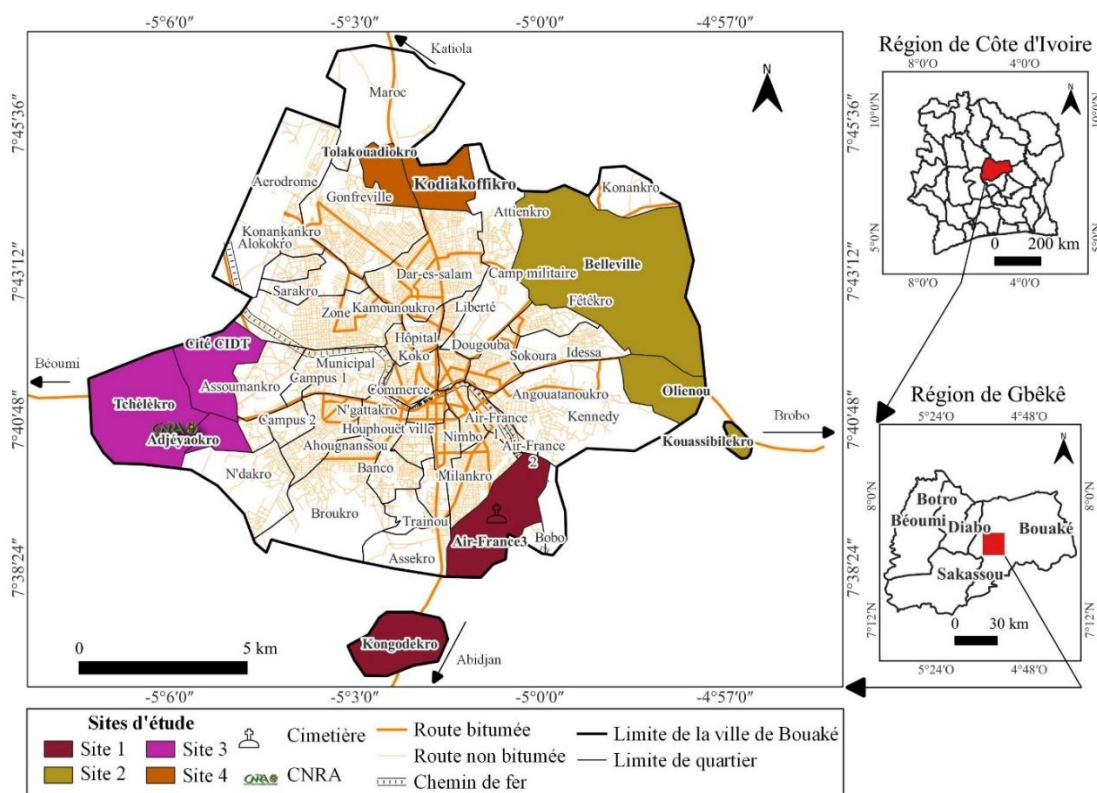 -5°6′0″
-5°3′0″
-5°0′0″
-4°57′0″
Katiola
N
Maroc
7°45′36″
7°45′36″
Tolakouadiokro
Kodiakoffikro
Aerodrome
Gonfreville
Konankro
Attienkro
Konankankro
Alokokro
7°43′12″
7°43′12″
Dar-es-salam
Camp militaire
Belleville
Sarakro
Zone
Kamounoukro
Liberté
Fêtêkro
Hôpital
Koko
Dougouba
Sokoura
Idessa
Cité CIDT
Municipal
Béoumi
Assoumankro
Campus 1
Commerce
Olienou
Tchèlèkro
Angouatanoukro
7°40′48″
7°40′48″
CNRA
Adjéyaokro
Campus 2
N'gattakro
Air-France
1
Kennedy
Brobo
Houphouët ville
Nimbo
Kouassibilekro
Ahougnanssou
Air-France
2
N'dakro
Banco
Milankro
Broukro
Trainou
Air-France3
Bobo
Assekro
7°38′24″
7°38′24″
Kongodekro
0
5 km
Abidjan
-5°6′0″
-5°3′0″
-5°0′0″
-4°57′0″
Région de Côte d'Ivoire
8°0'O
4°0'O
N
10°0'N
10°0'N
5°0'N
5°0'N
0
200 km
8°0'O
4°0'O
Région de Gbêkê
5°24'O
4°48'O
N
8°0'N
8°0'N
Botro
Béoumi
Diabo
Bouaké
Sakassou
7°12'N
7°12'N
0
30 km
5°24'O
4°48'O
Sites d'étude
Site 1
Site 3
Site 2
Site 4
Cimetière
CNRA
CNRA
Route bitumée
Route non bitumée
Chemin de fer
Limite de la ville de Bouaké
Limite de quartier